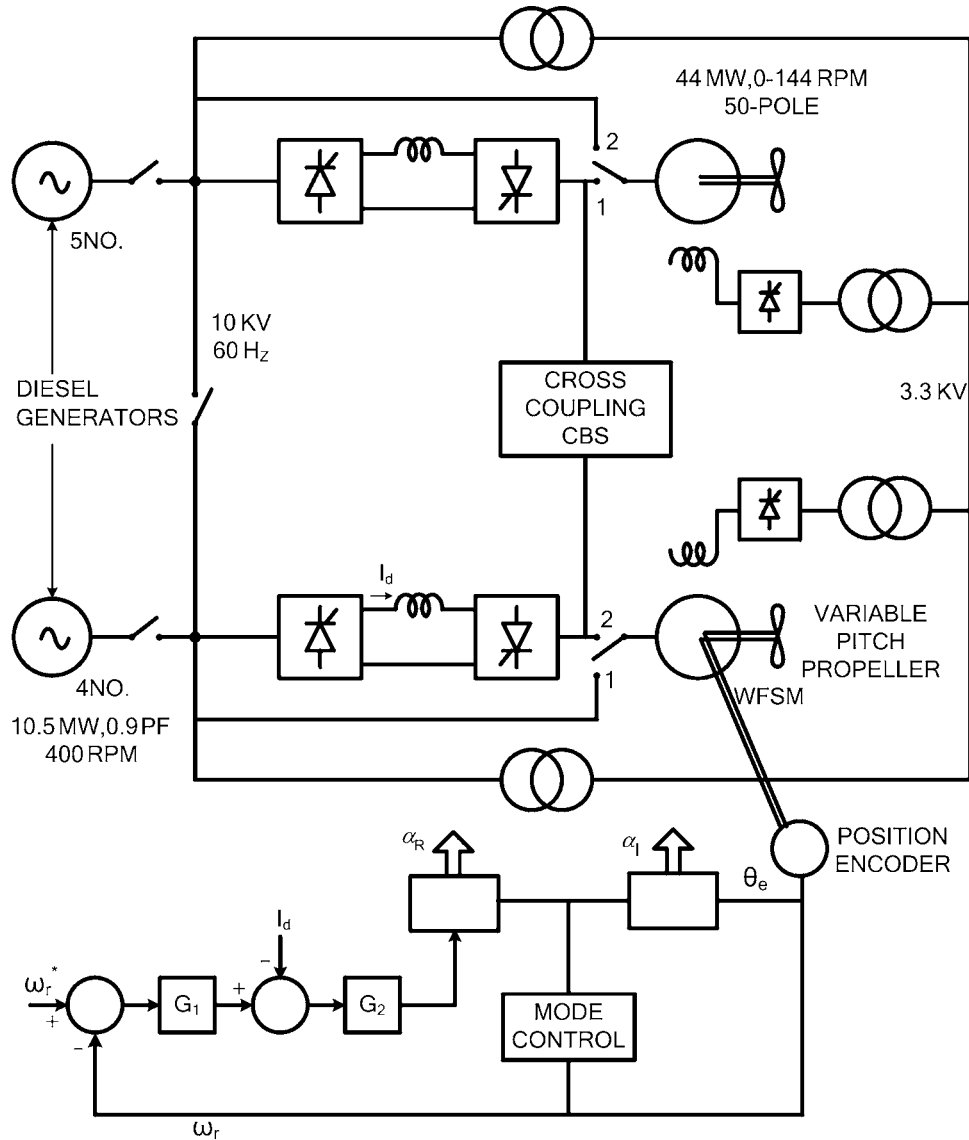 44 MW,0-144 RPM
50-POLE
2
1
5NO.
10 KV
60 Hz
DIESEL
GENERATORS
CROSS
COUPLING
CBS
3.3 KV
Id
2
1
VARIABLE
PITCH
PROPELLER
WFSM
4NO.
10.5 MW,0.9 PF
400 RPM
POSITION
ENCODER
αR
αI
θe
Id
-
ωr*
+
-
G1
+
G2
MODE
CONTROL
ωr